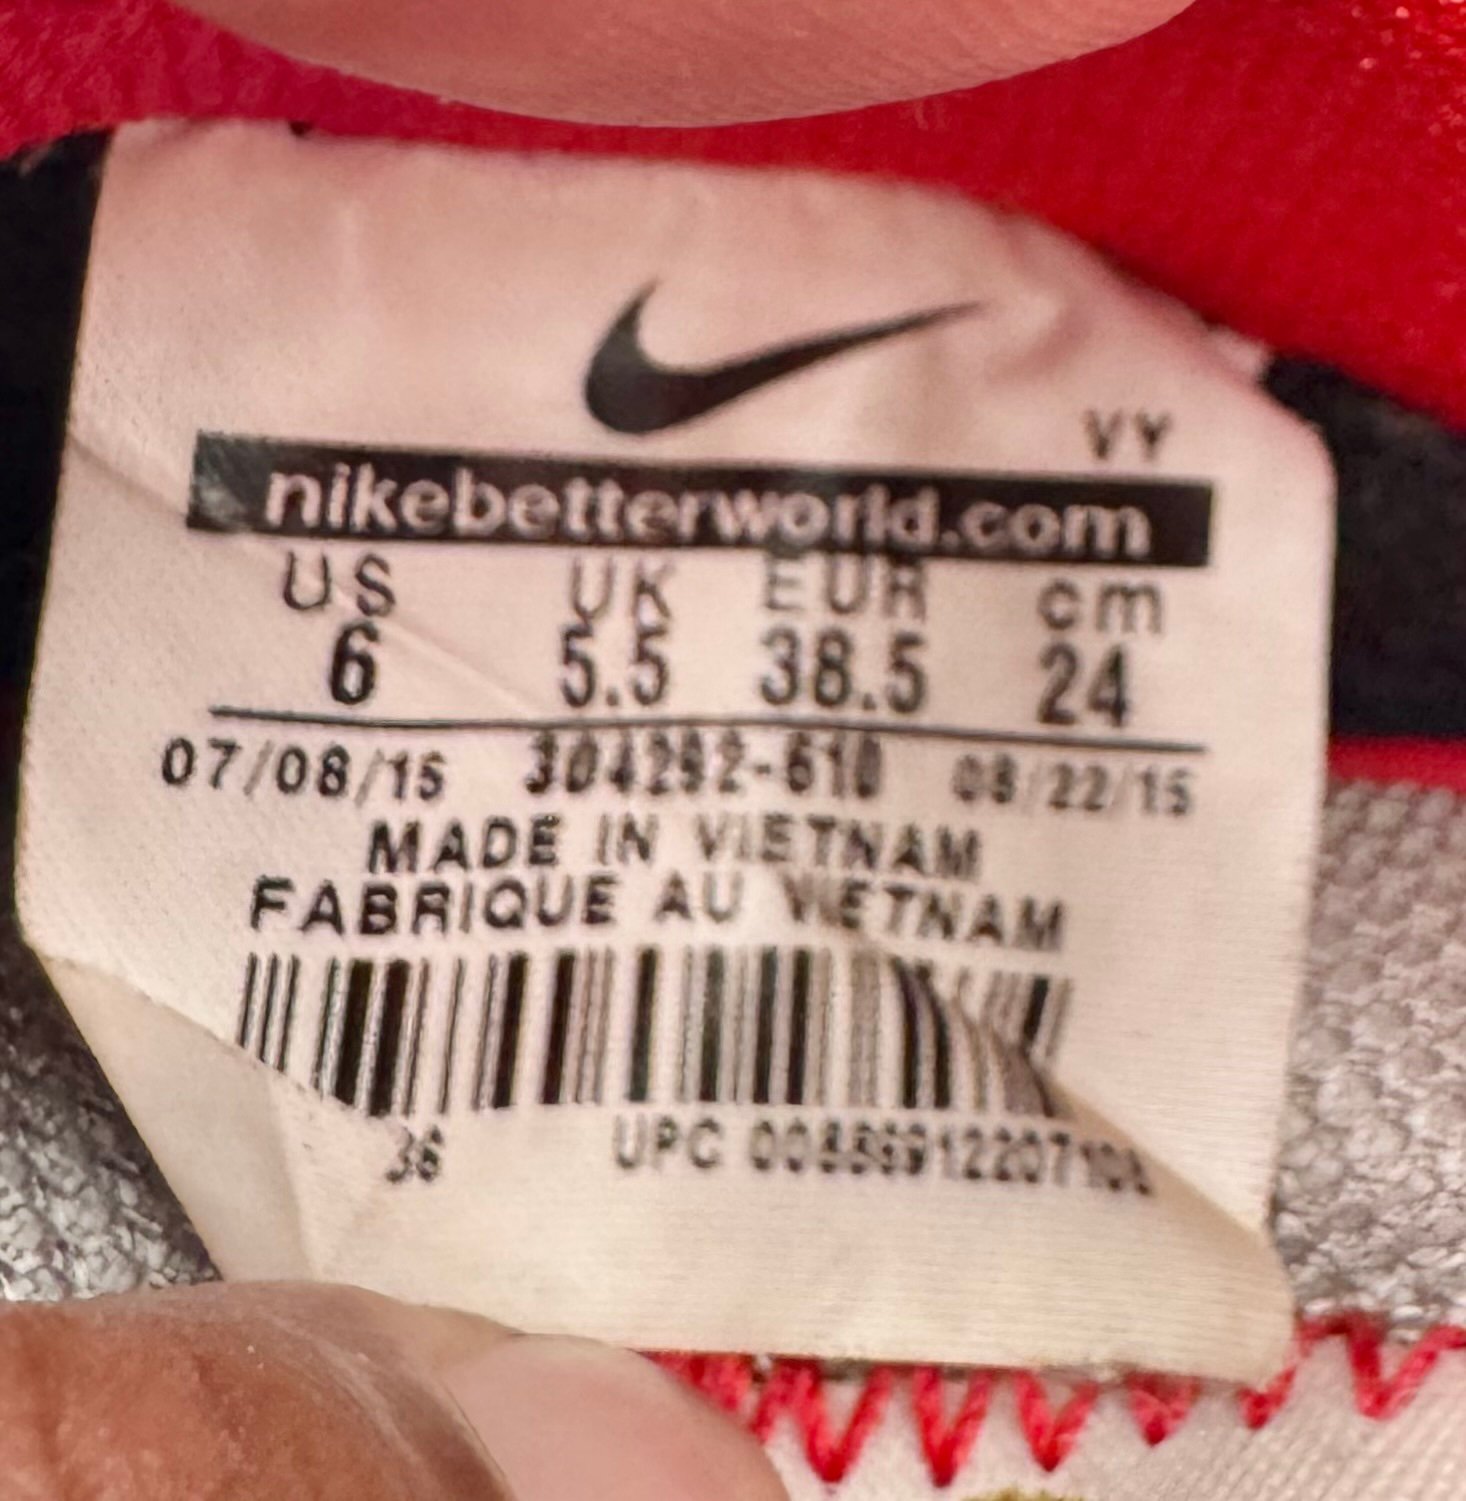 VY
nikebetterworld.com
US UK EUR cm
6 5.5 38.5 24
07/08/15 304292-610 08/22/15
MADE IN VIETNAM
FABRIQUE AU VIETNAM
36 UPC